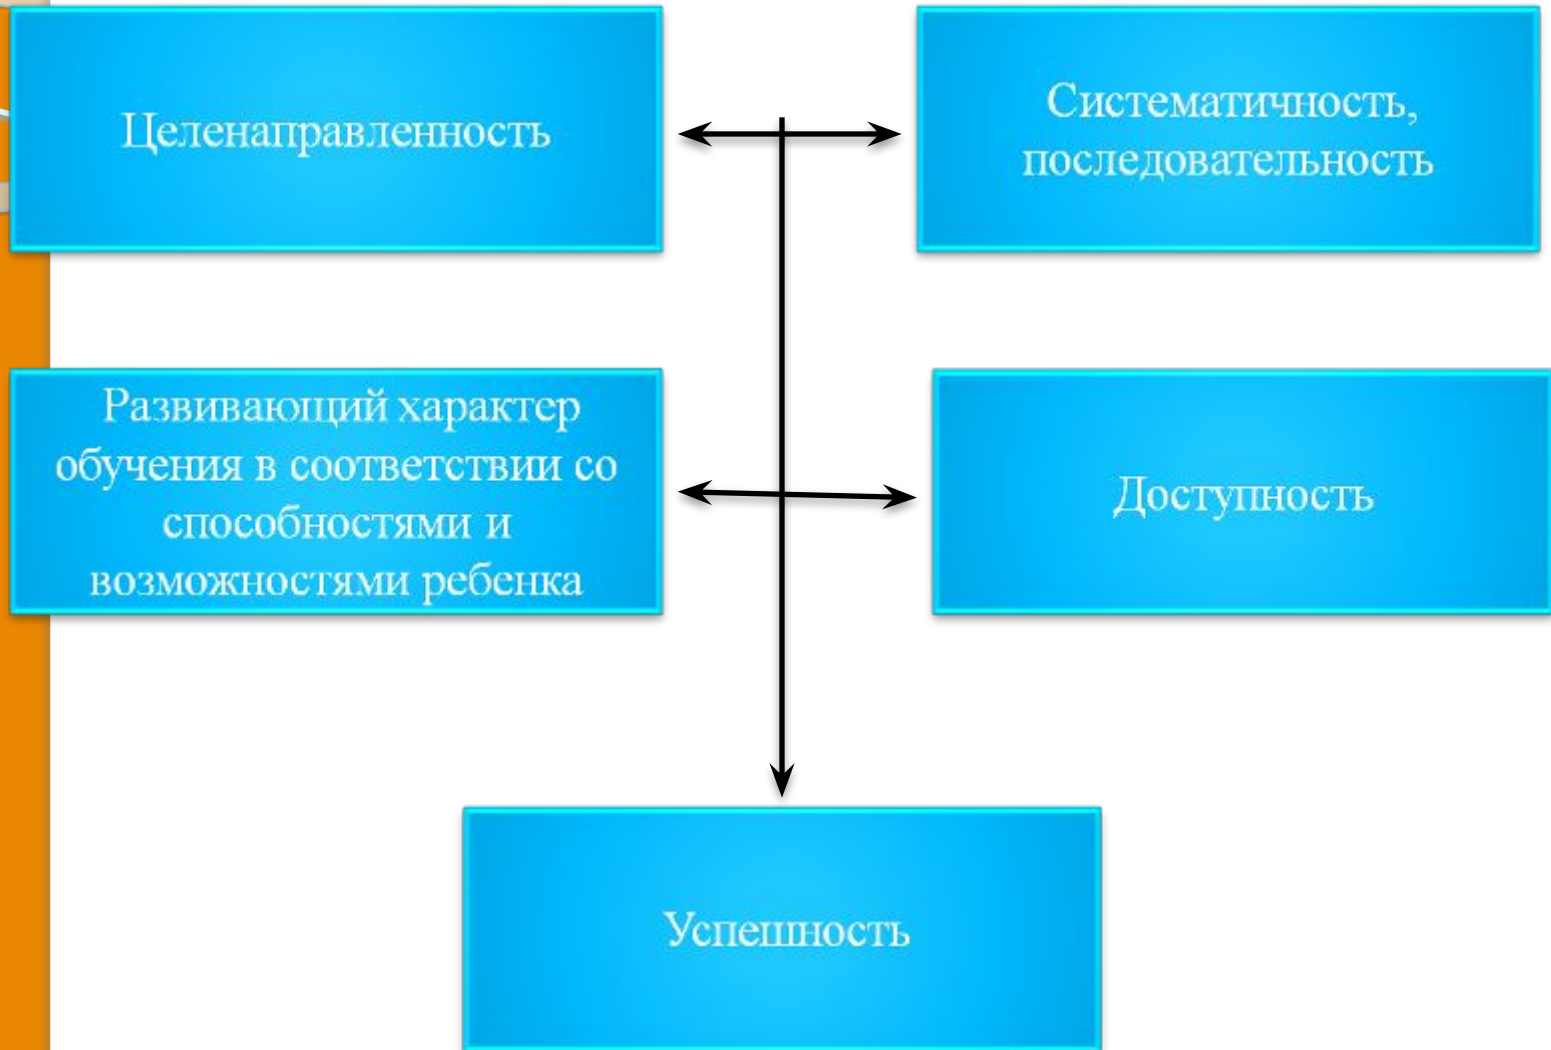 Целенаправленность
Систематичность,
последовательность
Развивающий характер
обучения в соответствии со
способностями и
возможностями ребенка
Доступность
Успешность